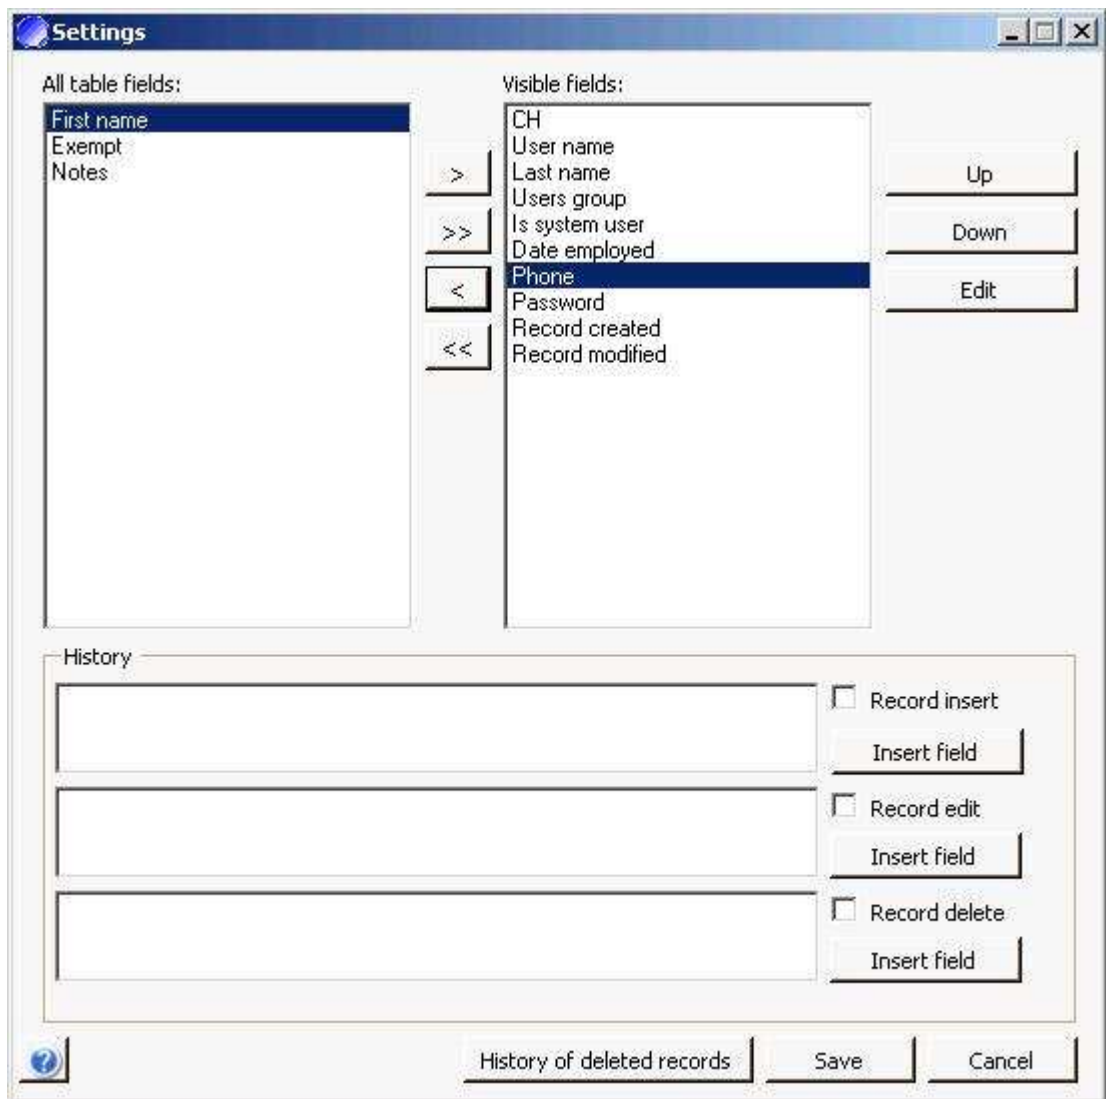 Settings
All table fields:
First name
Exempt
Notes
>
>>
<
<<
Visible fields:
CH
User name
Last name
Users group
Is system user
Date employed
Phone
Password
Record created
Record modified
Up
Down
Edit
History
Record insert
Insert field
Record edit
Insert field
Record delete
Insert field
?
History of deleted records
Save
Cancel